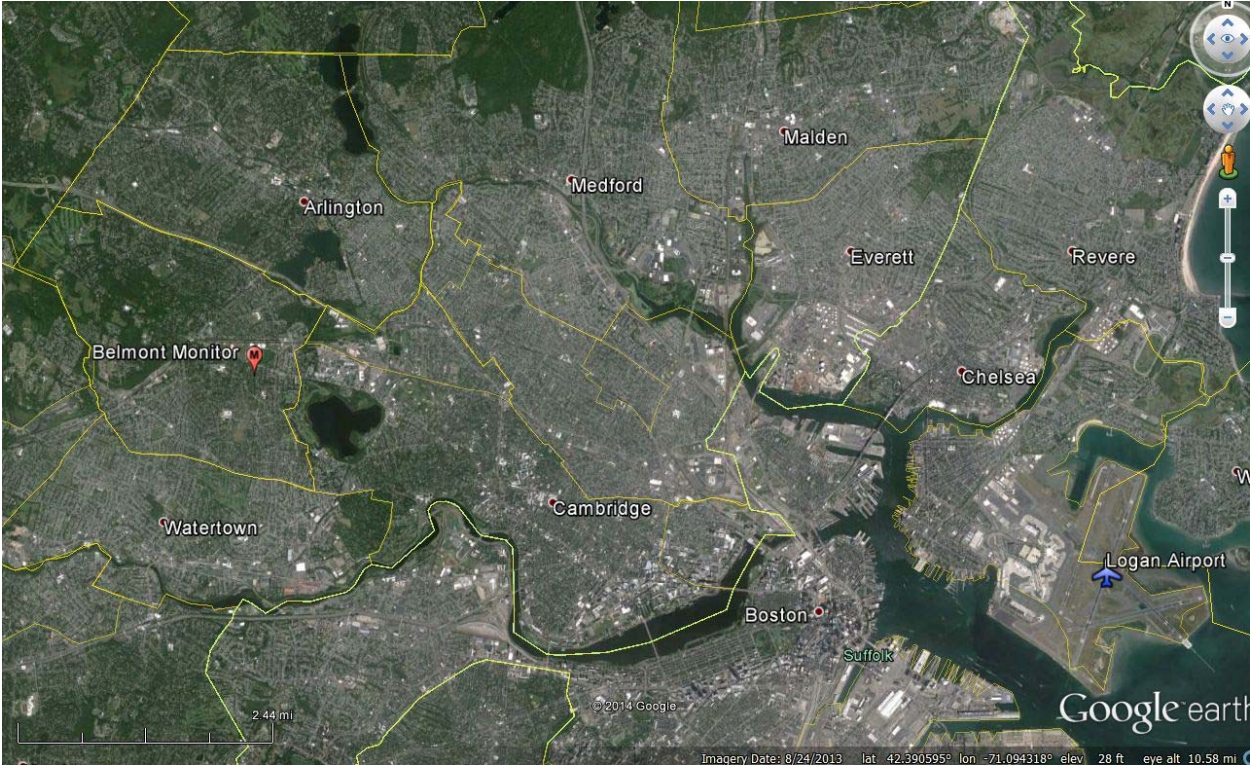 N
Malden
Medford
Arlington
Everett
Revere
Belmont Monitor
M
Chelsea
Cambridge
Watertown
Logan Airport
Boston
Suffolk
© 2014 Google
2.44 mi
Google earth
Imagery Date: 8/24/2013 lat 42.390595° lon -71.094318° elev 28 ft eye alt 10.58 mi